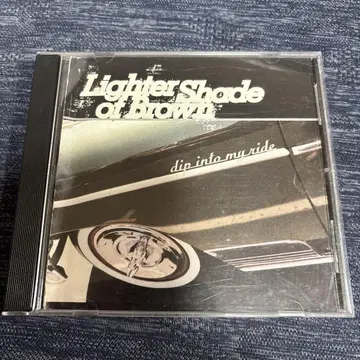 Lighter Shade
of Brown
dip into my ride